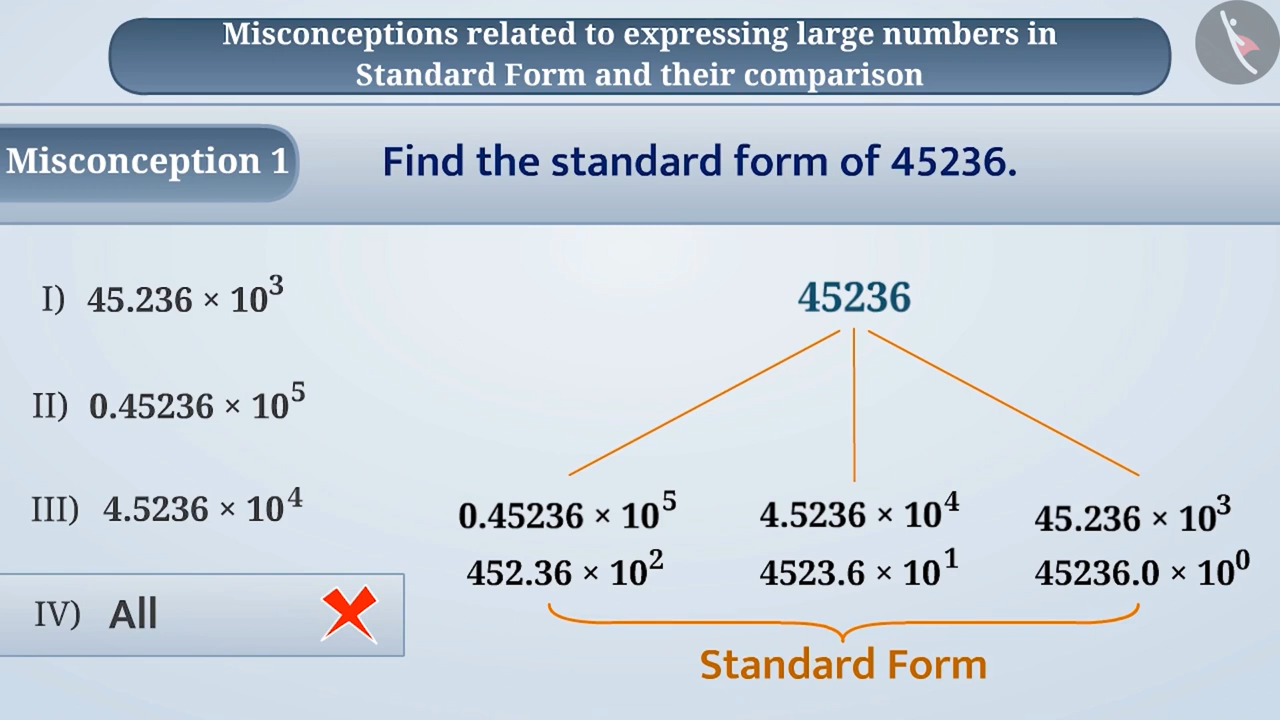 Misconceptions related to expressing large numbers in
Standard Form and their comparison
Misconception 1
Find the standard form of 45236.
I) 45.236 × 10³
II) 0.45236 × 10⁵
III) 4.5236 × 10⁴
IV) All
45236
0.45236 × 10⁵ 4.5236 × 10⁴ 45.236 × 10³
452.36 × 10² 4523.6 × 10¹ 45236.0 × 10⁰
Standard Form